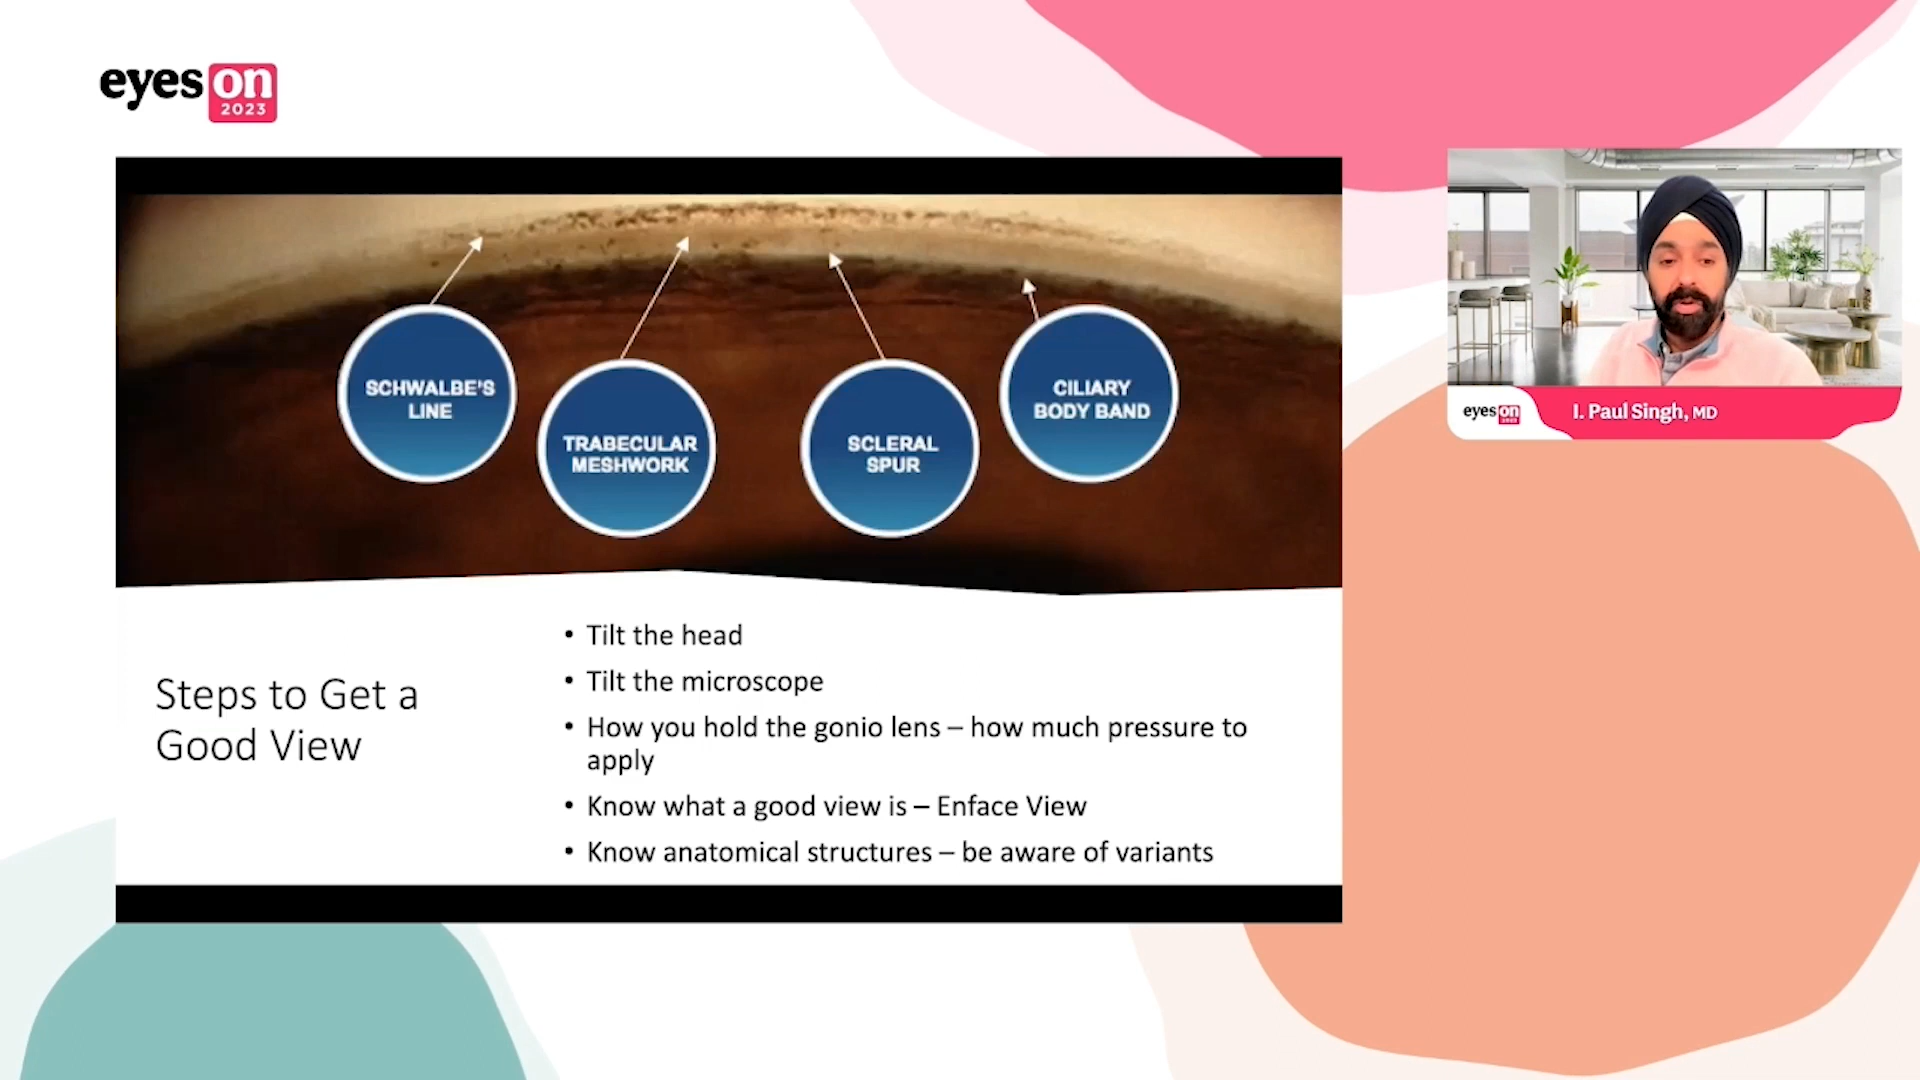 eyes on
2023
SCHWALBE'S
LINE
TRABECULAR
MESHWORK
SCLERAL
SPUR
CILIARY
BODY BAND
Steps to Get a
Good View
• Tilt the head
• Tilt the microscope
• How you hold the gonio lens – how much pressure to
apply
• Know what a good view is – Enface View
• Know anatomical structures – be aware of variants
eyes on
2023
I. Paul Singh, MD